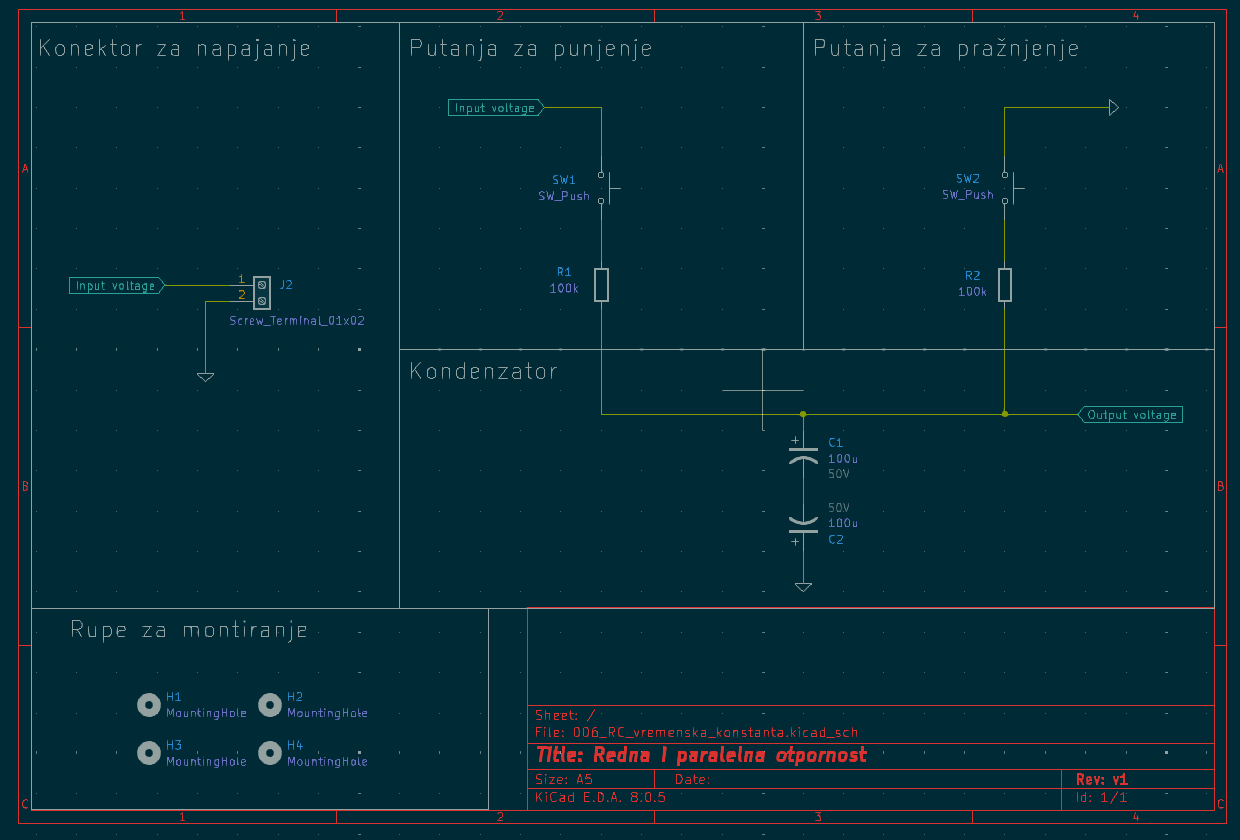 1 2 3 4
Konektor za napajanje
Putanja za punjenje
Putanja za pražnjenje
Input voltage
A A
SW1
SW_Push
SW2
SW_Push
R1
100k
R2
100k
Input voltage
1
2
J2
Screw_Terminal_01x02
Kondenzator
Output voltage
+
C1
100u
50V
B B
50V
100u
+
C2
Rupe za montiranje
H1
MountingHole
H2
MountingHole
H3
MountingHole
H4
MountingHole
Sheet: /
File: 006_RC_vremenska_konstanta.kicad_sch
Title: Redna i paralelna otpornost
Size: A5 Date: Rev: v1
KiCad E.D.A. 8.0.5 Id: 1/1
C C
1 2 3 4